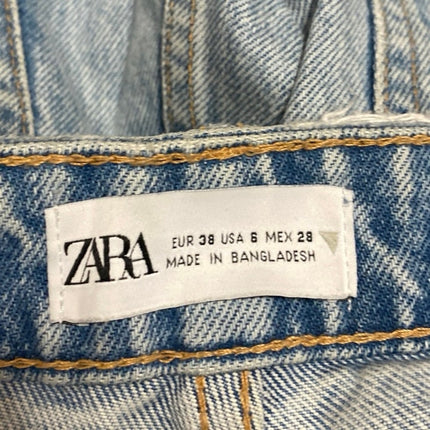 ZARA
EUR 38 USA 6 MEX 28
MADE IN BANGLADESH